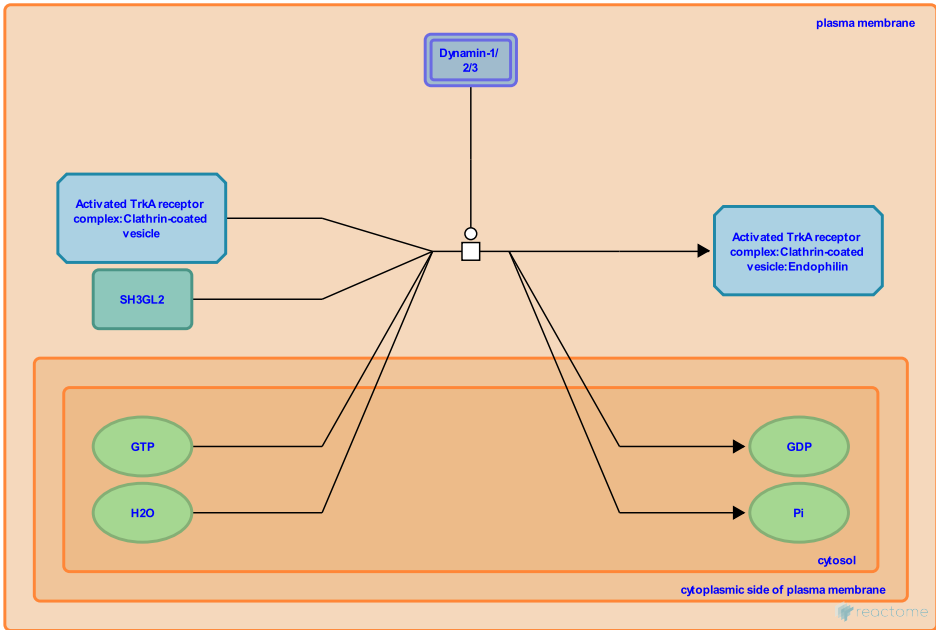 plasma membrane
Dynamin-1/
2/3
Activated TrkA receptor
complex:Clathrin-coated
vesicle
SH3GL2
Activated TrkA receptor
complex:Clathrin-coated
vesicle:Endophilin
GTP
GDP
H2O
Pi
cytosol
cytoplasmic side of plasma membrane
reactome